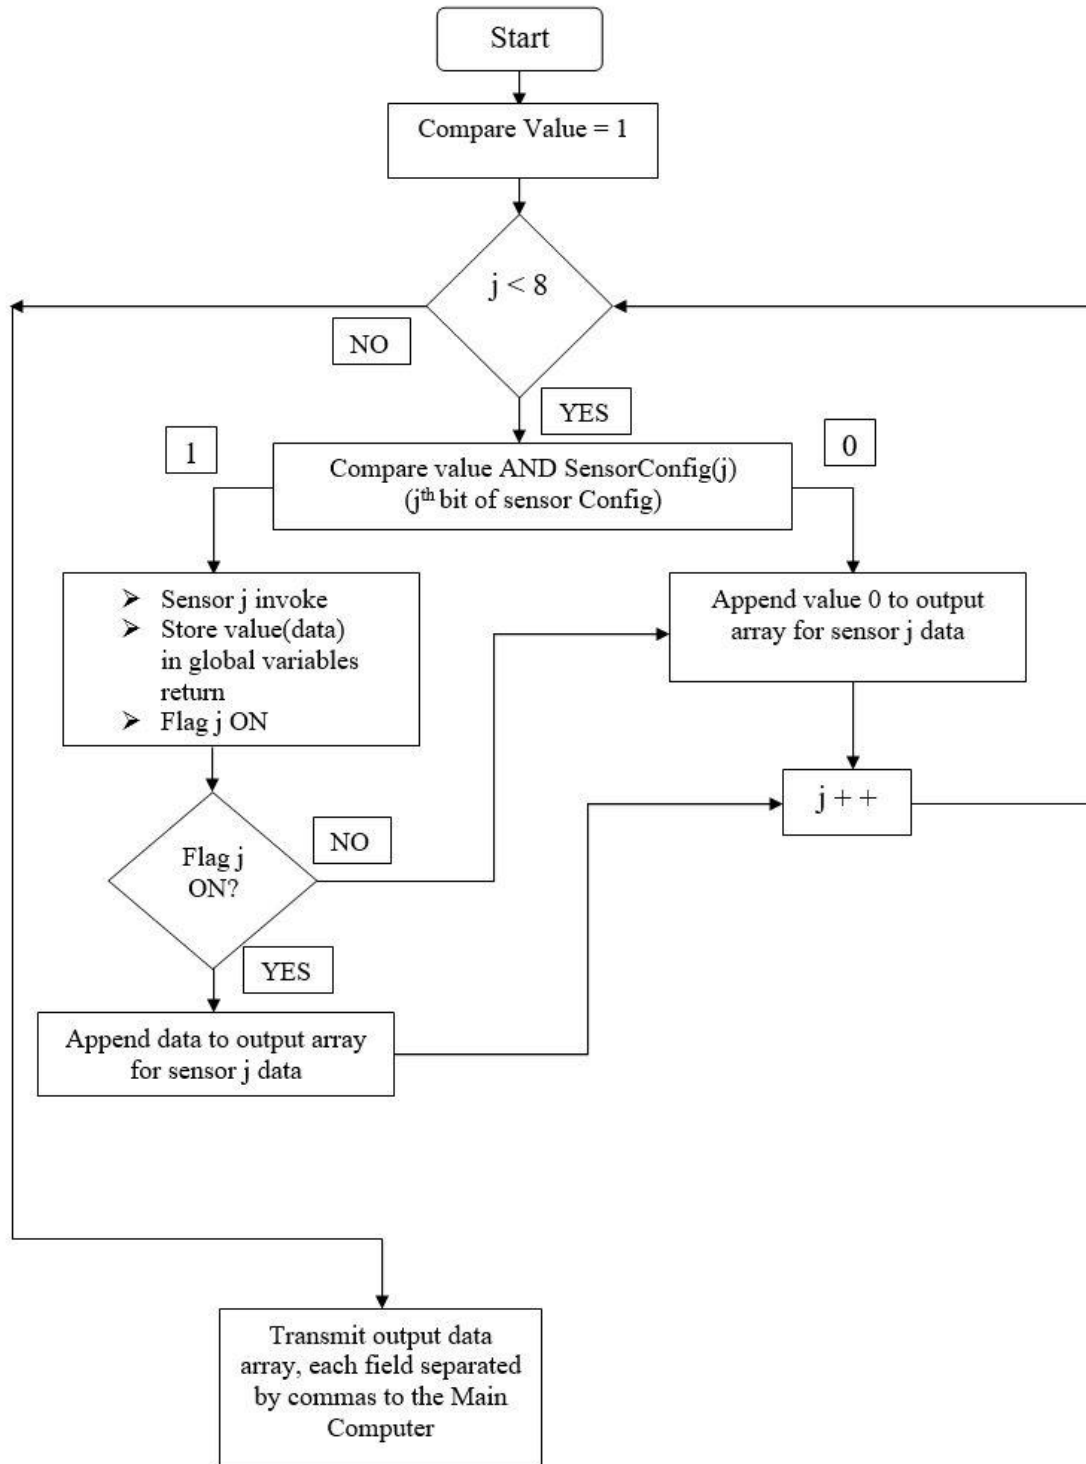 Start
Compare Value = 1
j < 8
NO
YES
1
0
Compare value AND SensorConfig(j)
(jth bit of sensor Config)
➢ Sensor j invoke
➢ Store value(data)
in global variables
return
➢ Flag j ON
Append value 0 to output
array for sensor j data
j + +
Flag j
ON?
NO
YES
Append data to output array
for sensor j data
Transmit output data
array, each field separated
by commas to the Main
Computer